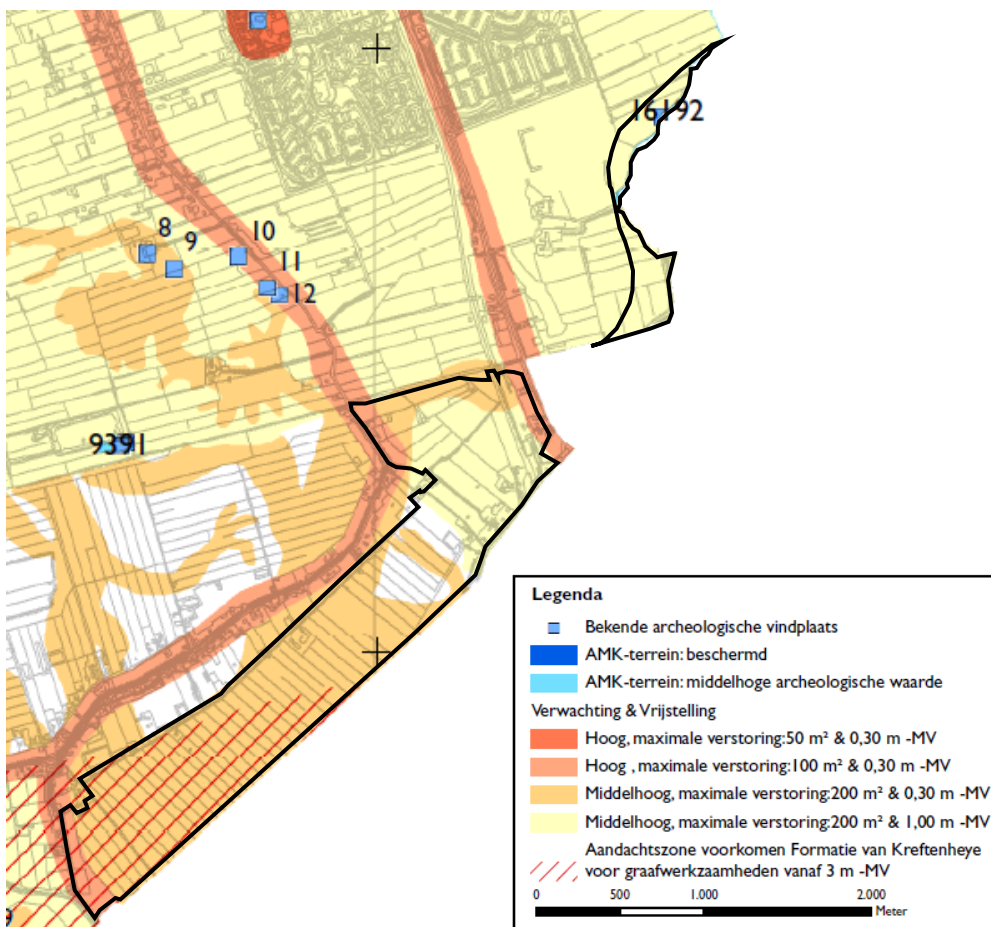 16192
8
9
10
11
12
9391
Legenda
Bekende archeologische vindplaats
AMK-terrein: beschermd
AMK-terrein: middelhoge archeologische waarde
Verwachting & Vrijstelling
Hoog, maximale verstoring:50 m² & 0,30 m -MV
Hoog , maximale verstoring:100 m² & 0,30 m -MV
Middelhoog, maximale verstoring:200 m² & 0,30 m -MV
Middelhoog, maximale verstoring:200 m² & 1,00 m -MV
Aandachtszone voorkomen Formatie van Kreftenheye
voor graafwerkzaamheden vanaf 3 m -MV
0 500 1.000 2.000
Meter